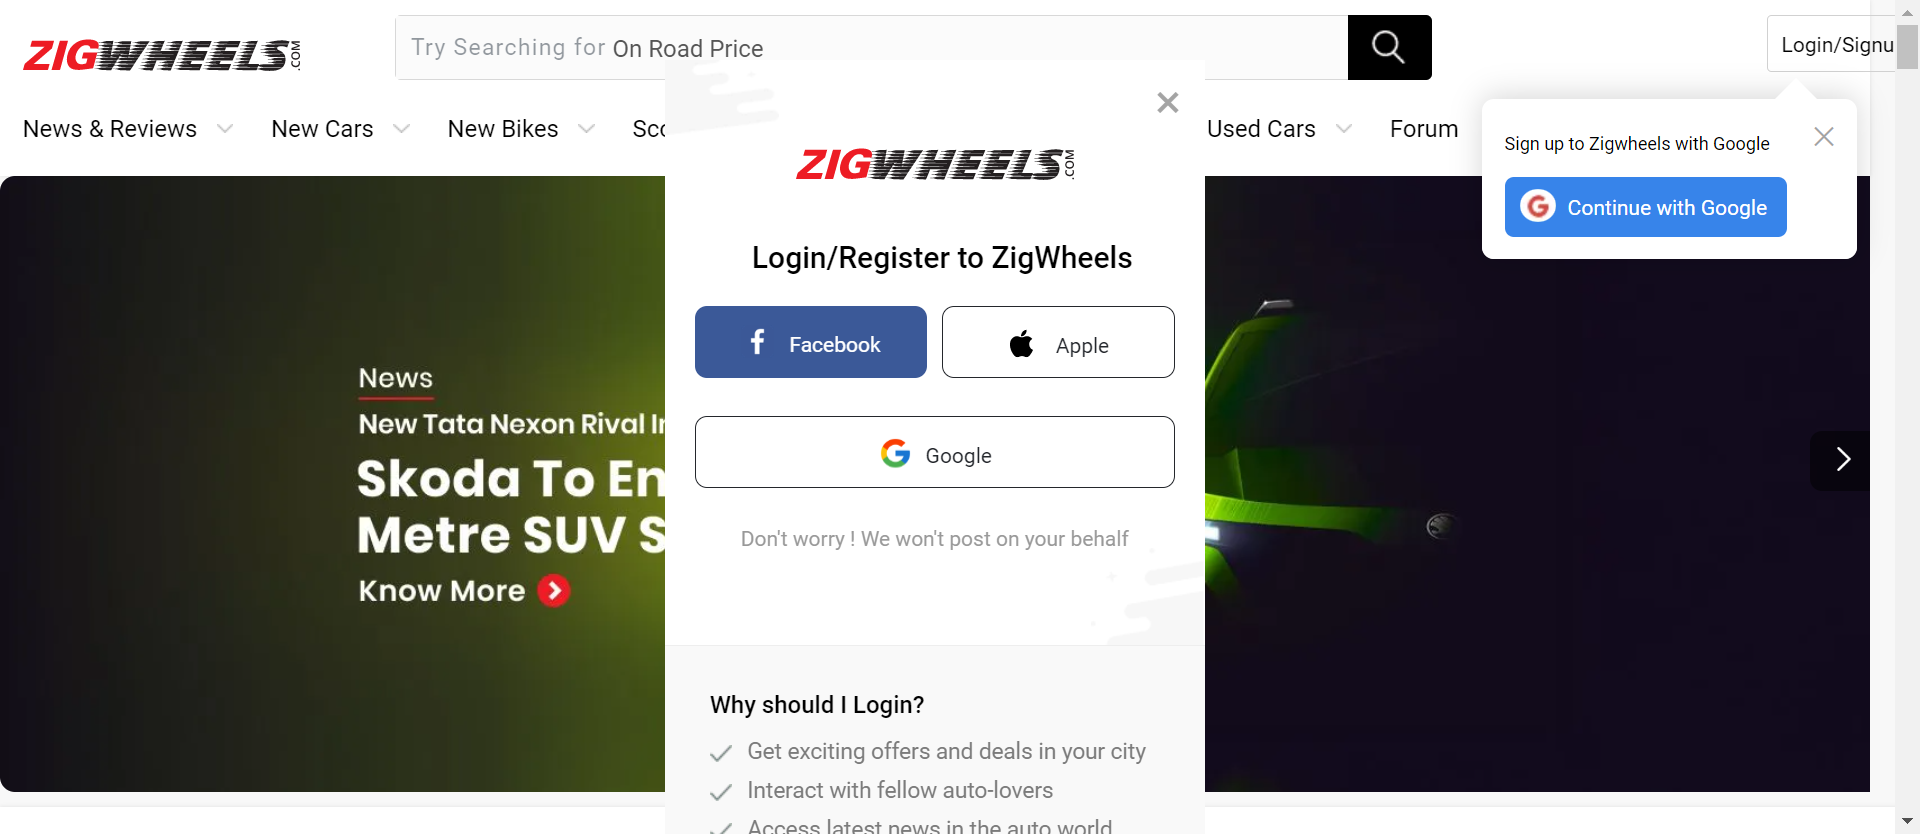 ZIGWHEELS.COM
Try Searching for On Road Price
Login/Signu
News & Reviews
New Cars
New Bikes
Sco
Used Cars
Forum
Sign up to Zigwheels with Google
Continue with Google
ZIGWHEELS.COM
Login/Register to ZigWheels
Facebook
Apple
Google
Don't worry ! We won't post on your behalf
News
New Tata Nexon Rival In
Skoda To En
Metre SUV S
Know More
Why should I Login?
Get exciting offers and deals in your city
Interact with fellow auto-lovers
Access latest news in the auto world